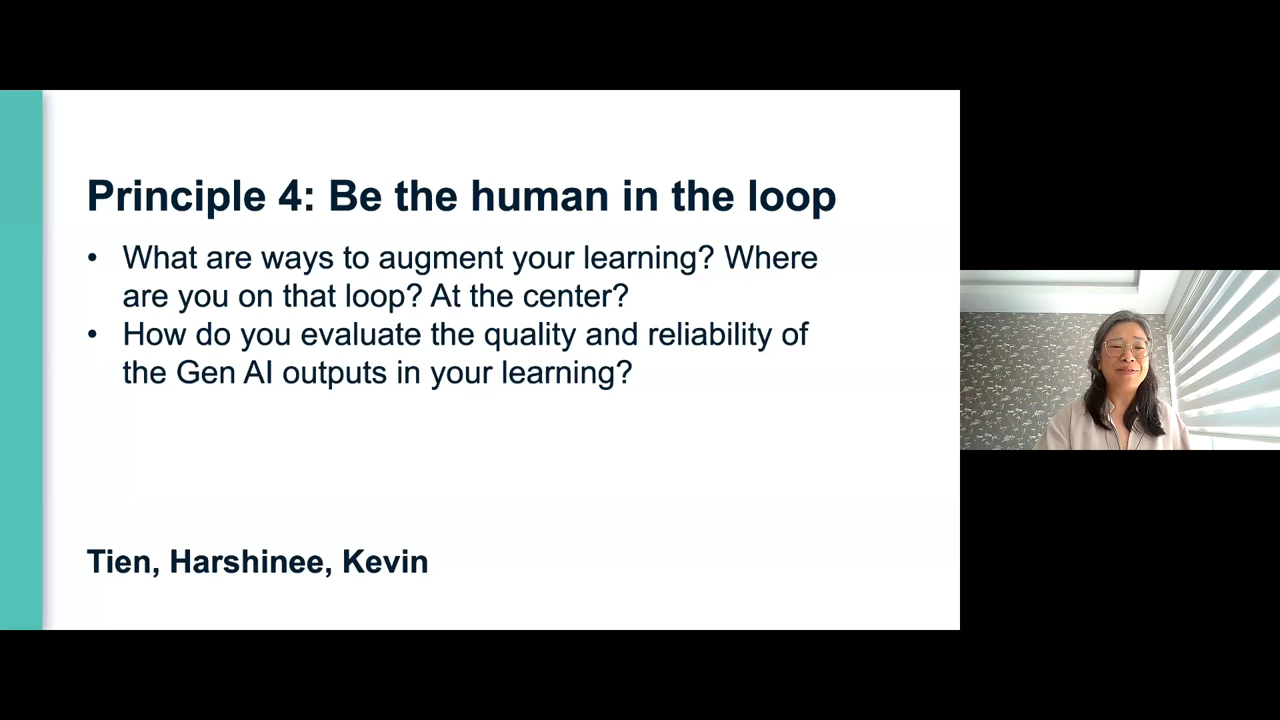 Principle 4: Be the human in the loop
• What are ways to augment your learning? Where
are you on that loop? At the center?
• How do you evaluate the quality and reliability of
the Gen AI outputs in your learning?
Tien, Harshinee, Kevin